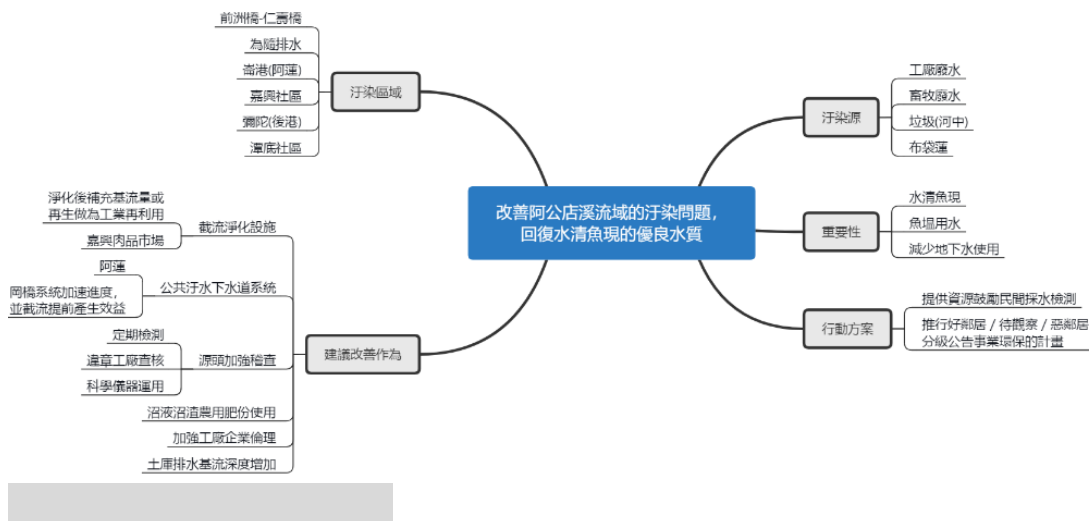 改善阿公店溪流域的汙染問題，
回復水清魚現的優良水質
汙染源
工廠廢水
畜牧廢水
垃圾(河中)
布袋蓮
重要性
水清魚現
魚塭用水
減少地下水使用
行動方案
提供資源鼓勵民間採水檢測
推行好鄰居 / 待觀察 / 惡鄰居
分級公告事業環保的計畫
汙染區域
前洲橋-仁壽橋
為隨排水
崙港(阿蓮)
嘉興社區
彌陀(後港)
潭底社區
建議改善作為
截流淨化設施
淨化後補充基流量或
再生做為工業再利用
嘉興肉品市場
公共汙水下水道系統
阿蓮
岡橋系統加速進度，
並截流提前產生效益
源頭加強稽查
定期檢測
違章工廠查核
科學儀器運用
沼液沼渣農用肥份使用
加強工廠企業倫理
土庫排水基流深度增加